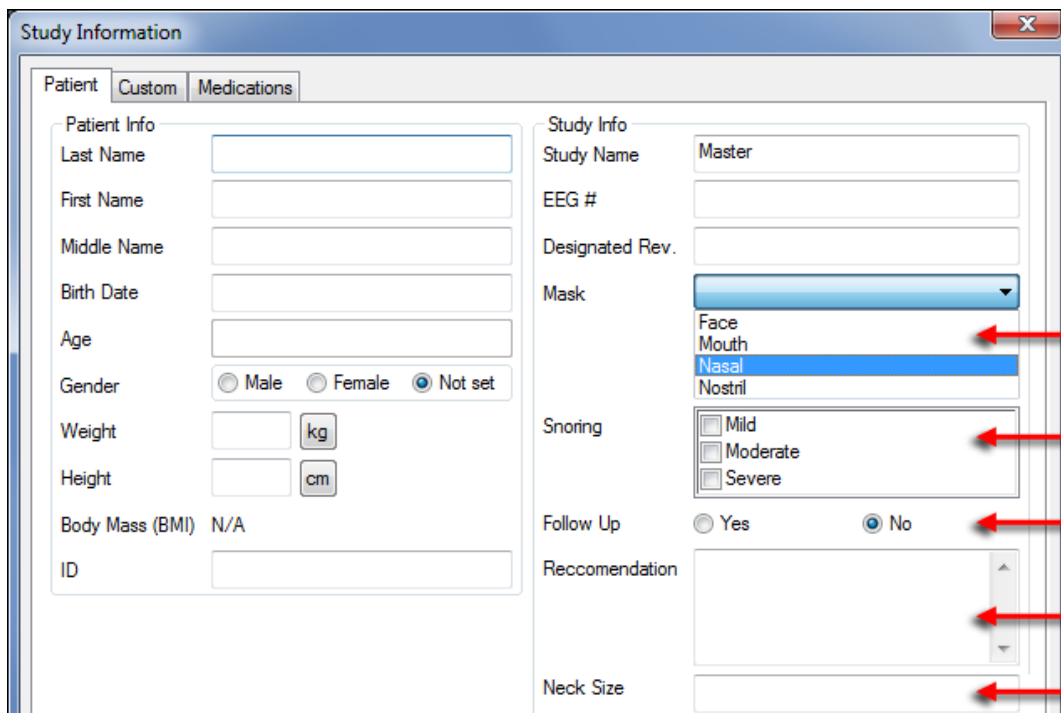 Study Information
Patient Custom Medications
Patient Info
Last Name
First Name
Middle Name
Birth Date
Age
Gender Male Female Not set
Weight kg
Height cm
Body Mass (BMI) N/A
ID
Study Info
Study Name Master
EEG #
Designated Rev.
Mask
Face
Mouth
Nasal
Nostril
Snoring
Mild
Moderate
Severe
Follow Up Yes No
Reccomendation
Neck Size